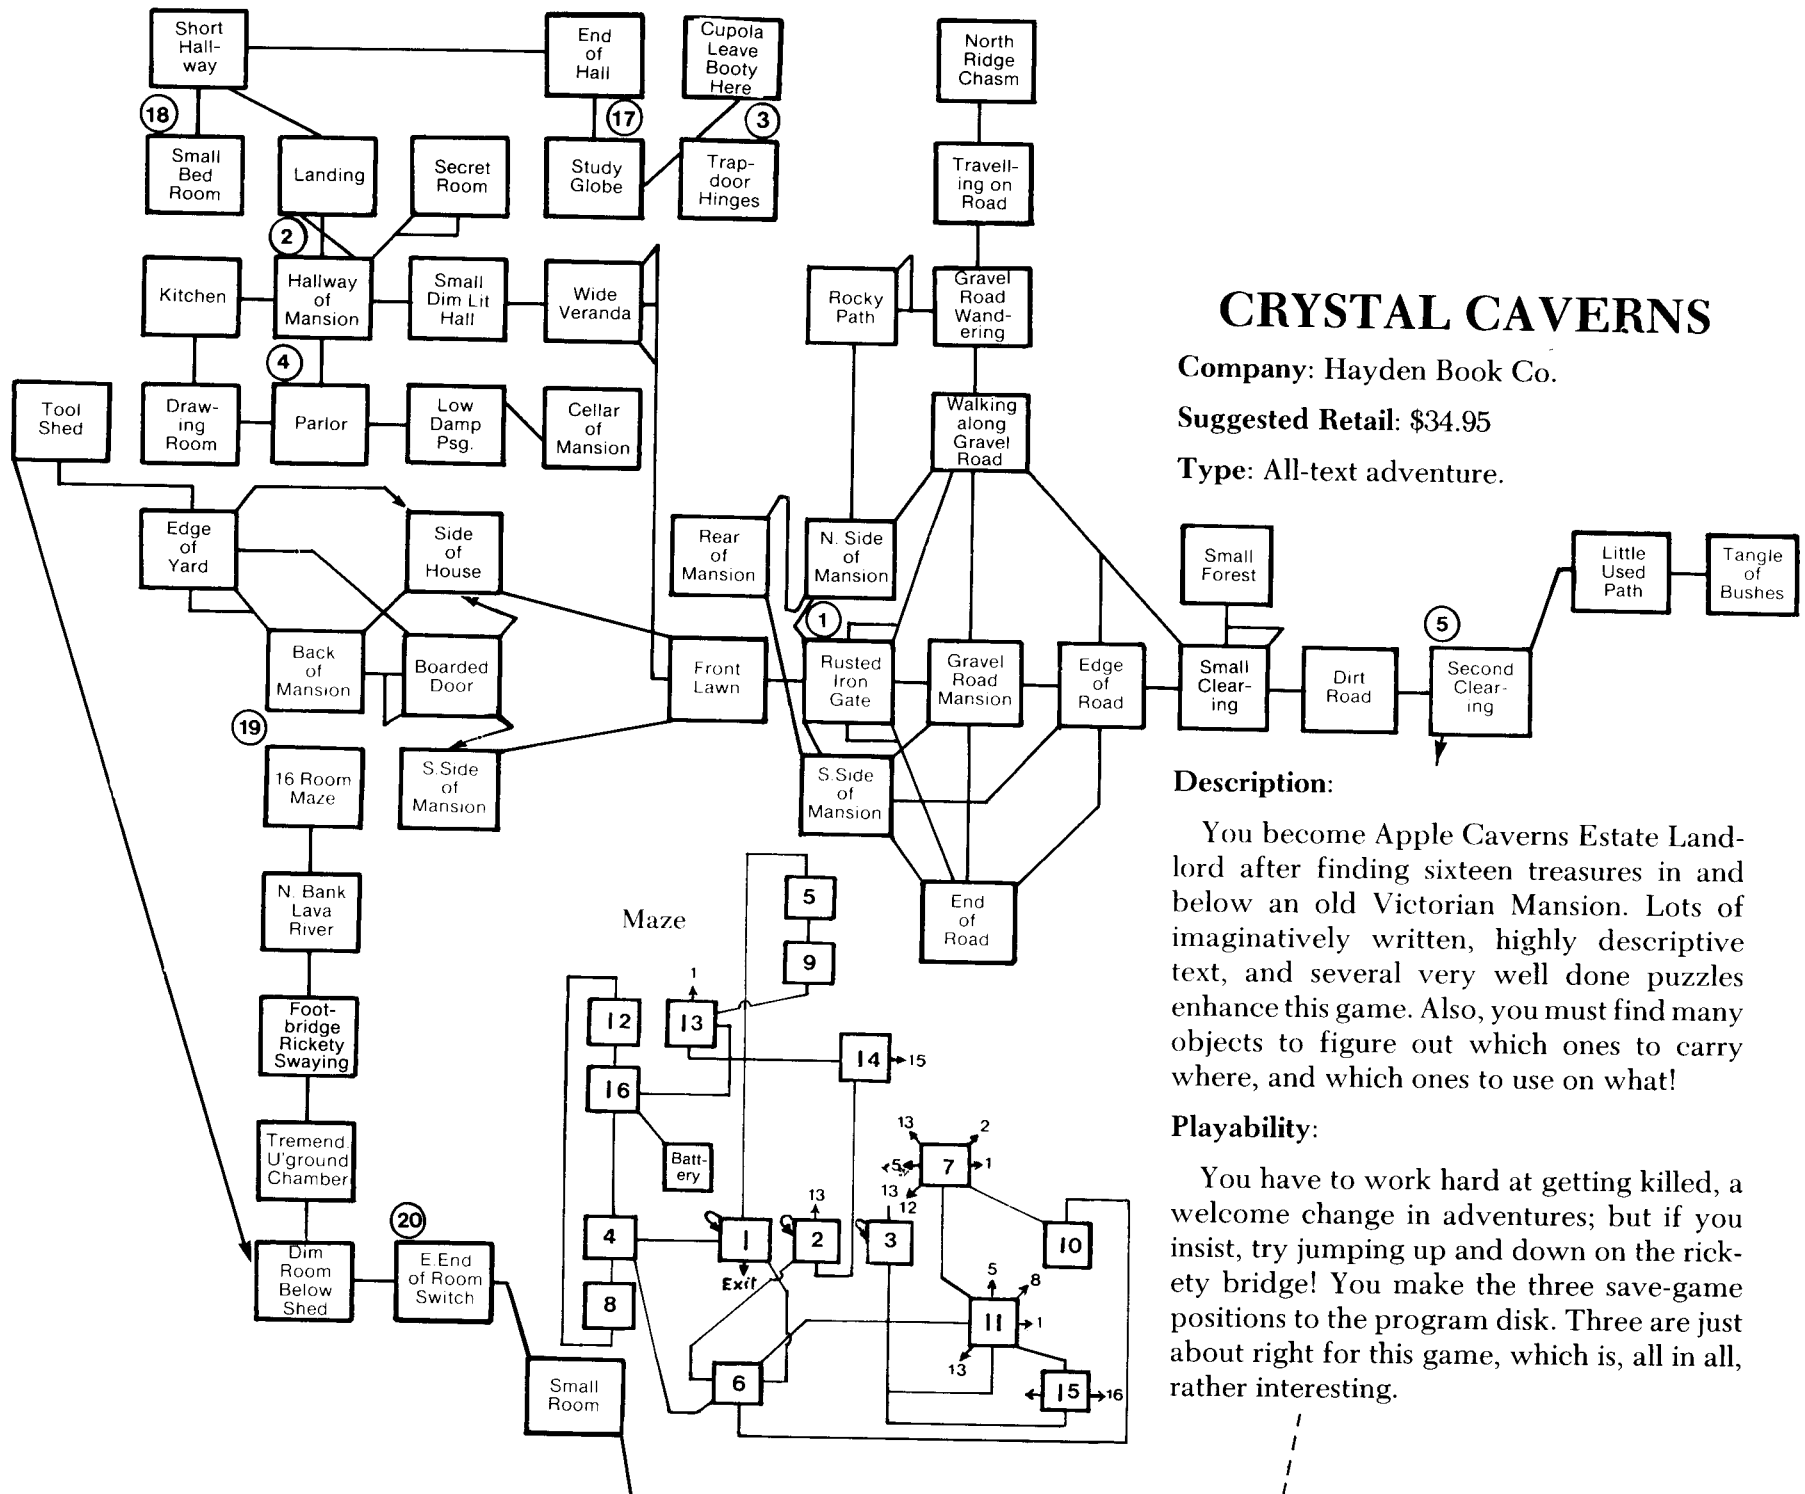 Short
Hall-
way
End
of
Hall
Cupola
Leave
Booty
Here
North
Ridge
Chasm
18
17
3
Small
Bed
Room
Landing
Secret
Room
Study
Globe
Trap-
door
Hinges
Travell-
ing on
Road
2
Kitchen
Hallway
of
Mansion
Small
Dim Lit
Hall
Wide
Veranda
Rocky
Path
Gravel
Road
Wand-
ering
4
Tool
Shed
Draw-
ing
Room
Parlor
Low
Damp
Psg.
Cellar
of
Mansion
Walking
along
Gravel
Road
CRYSTAL CAVERNS
Company: Hayden Book Co.
Suggested Retail: $34.95
Type: All-text adventure.
Edge
of
Yard
Side
of
House
Rear
of
Mansion
N. Side
of
Mansion
Small
Forest
Little
Used
Path
Tangle
of
Bushes
1
5
Back
of
Mansion
Boarded
Door
Front
Lawn
Rusted
Iron
Gate
Gravel
Road
Mansion
Edge
of
Road
Small
Clear-
ing
Dirt
Road
Second
Clear-
ing
19
16 Room
Maze
S.Side
of
Mansion
S.Side
of
Mansion
End
of
Road
N. Bank
Lava
River
Foot-
bridge
Rickety
Swaying
Tremend.
U'ground
Chamber
20
Dim
Room
Below
Shed
E.End
of Room
Switch
Small
Room
Maze
5
9
1
12
13
14
15
16
Batt-
ery
13
2
5
7
1
12
13
13
4
1
2
3
10
Exit
8
5
8
11
1
13
6
15
16
Description:
You become Apple Caverns Estate Land-
lord after finding sixteen treasures in and
below an old Victorian Mansion. Lots of
imaginatively written, highly descriptive
text, and several very well done puzzles
enhance this game. Also, you must find many
objects to figure out which ones to carry
where, and which ones to use on what!
Playability:
You have to work hard at getting killed, a
welcome change in adventures; but if you
insist, try jumping up and down on the rick-
ety bridge! You make the three save-game
positions to the program disk. Three are just
about right for this game, which is, all in all,
rather interesting.